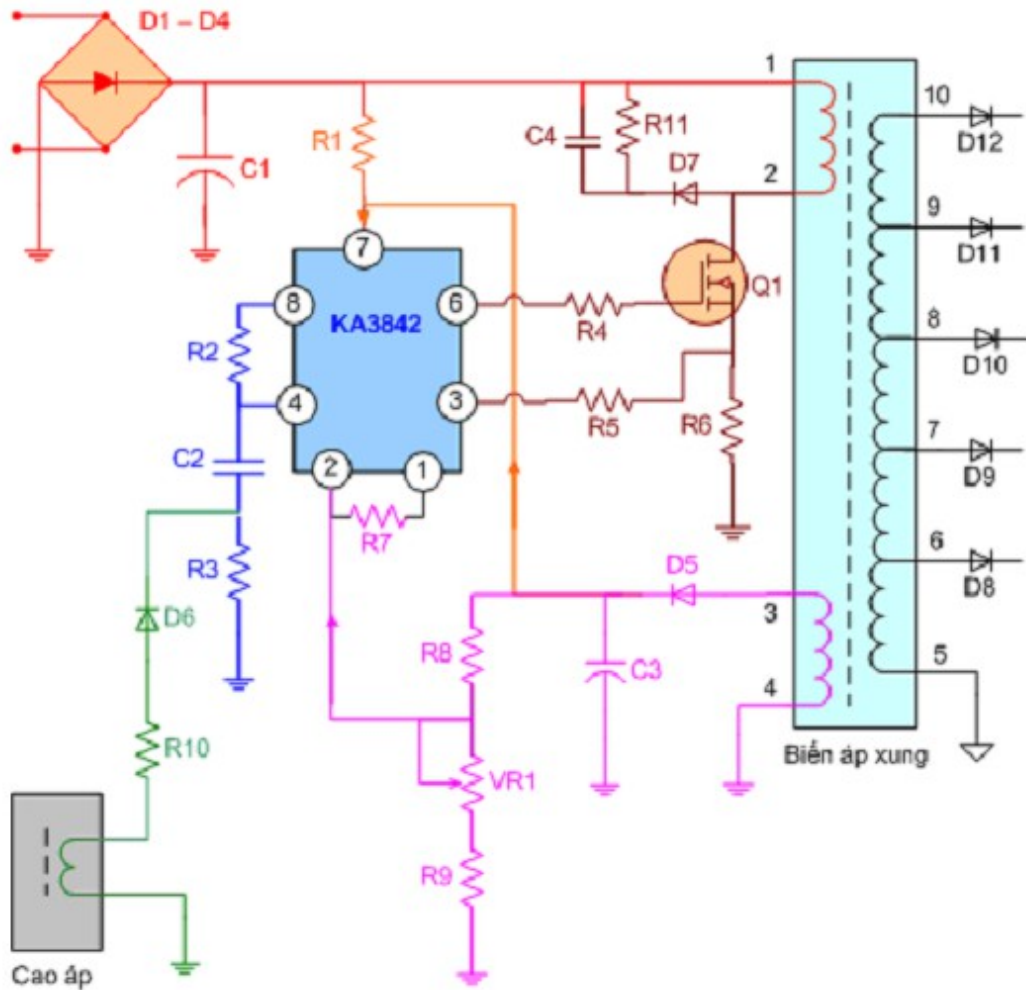 D1 – D4
1
10
R1
C4
R11
D12
C1
D7
2
9
7
D11
8
6
Q1
KA3842
R4
8
R2
D10
4
3
R5
R6
7
C2
2
1
D9
R7
6
R3
D5
D8
D6
3
R8
5
C3
4
R10
Biến áp xung
VR1
R9
Cao áp